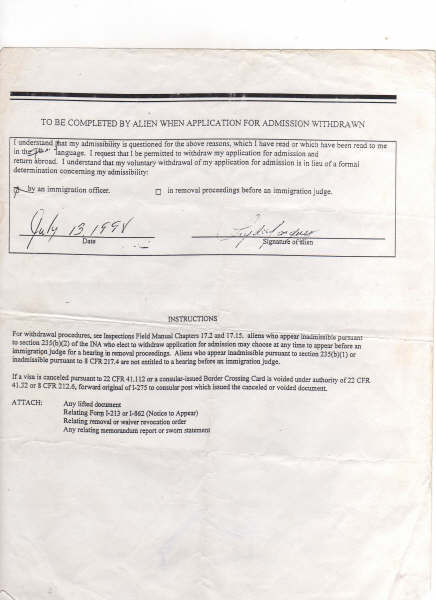 TO BE COMPLETED BY ALIEN WHEN APPLICATION FOR ADMISSION WITHDRAWN
I understand that my admissibility is questioned for the above reasons, which I have read or which have been read to me
in the language. I request that I be permitted to withdraw my application for admission and
return abroad. I understand that my voluntary withdrawal of my application for admission is in lieu of a formal
determination concerning my admissibility:
by an immigration officer. in removal proceedings before an immigration judge.
July 13, 1998
Date Signature of alien
INSTRUCTIONS
For withdrawal procedures, see Inspections Field Manual Chapters 17.2 and 17.15. aliens who appear inadmissible pursuant
to section 235(b)(2) of the INA who elect to withdraw application for admission may choose at any time to appear before an
immigration judge for a hearing in removal proceedings. Aliens who appear inadmissible pursuant to section 235(b)(1) or
inadmissible pursuant to 8 CFR 217.4 are not entitled to a hearing before an immigration judge.
If a visa is canceled pursuant to 22 CFR 41.112 or a consular-issued Border Crossing Card is voided under authority of 22 CFR
41.32 or 8 CFR 212.6, forward original of I-275 to consular post which issued the canceled or voided document.
ATTACH: Any lifted document
Relating Form I-213 or I-862 (Notice to Appear)
Relating removal or waiver revocation order
Any relating memorandum report or sworn statement